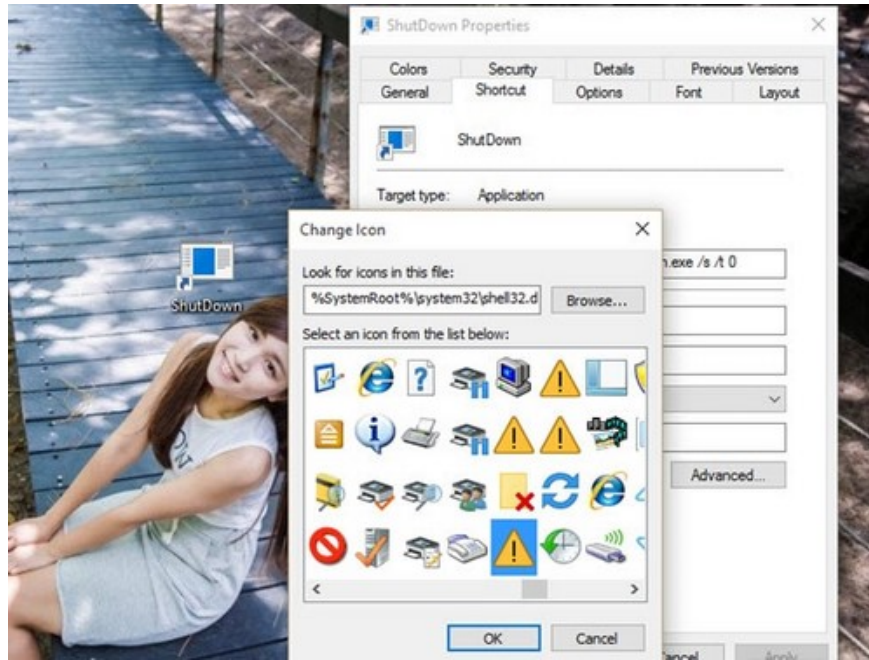 ShutDown Properties
Colors Security Details Previous Versions
General Shortcut Options Font Layout
ShutDown
Target type: Application
Change Icon
Look for icons in this file:
%SystemRoot%\system32\shell32.d
Browse...
Select an icon from the list below:
OK
Cancel
n.exe /s /t 0
Advanced...
Cancel
Apply
ShutDown